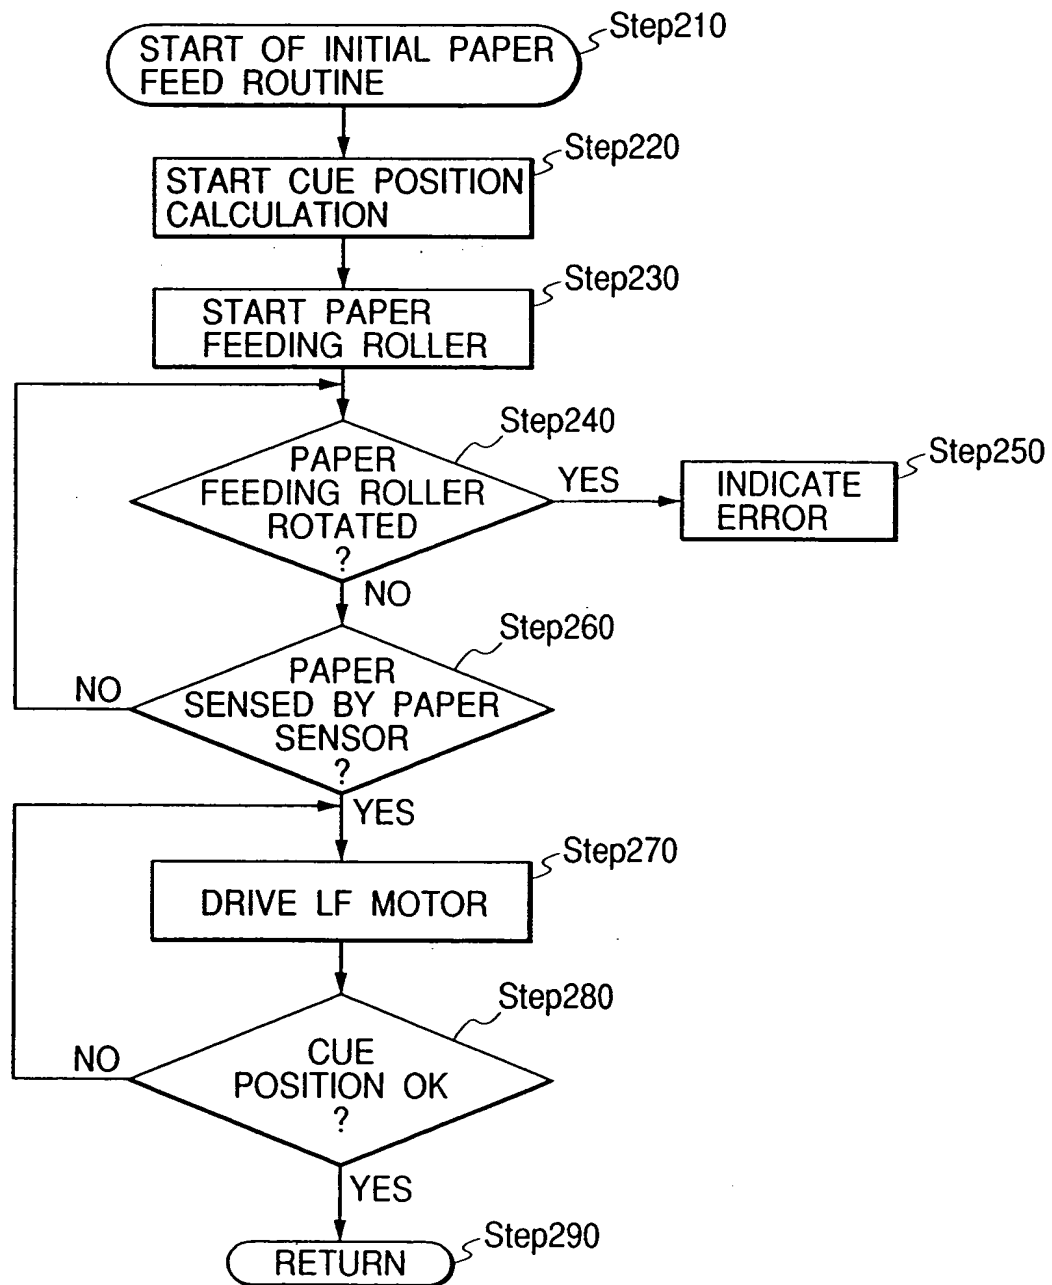 Step210
START OF INITIAL PAPER
FEED ROUTINE
Step220
START CUE POSITION
CALCULATION
Step230
START PAPER
FEEDING ROLLER
Step240
PAPER
FEEDING ROLLER
ROTATED
?
YES
Step250
INDICATE
ERROR
NO
Step260
PAPER
SENSED BY PAPER
SENSOR
?
NO
YES
Step270
DRIVE LF MOTOR
Step280
CUE
POSITION OK
?
NO
YES
Step290
RETURN